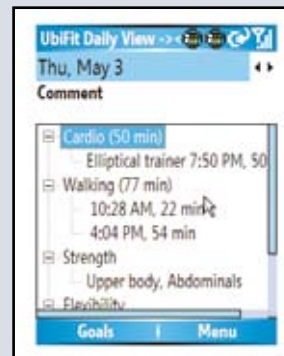 UbiFit Daily View -> <
Thu, May 3
Comment
Cardio (50 min)
Elliptical trainer 7:50 PM, 50
Walking (77 min)
10:28 AM, 22 min
4:04 PM, 54 min
Strength
Upper body, Abdominals
Flexibility
Goals
Menu